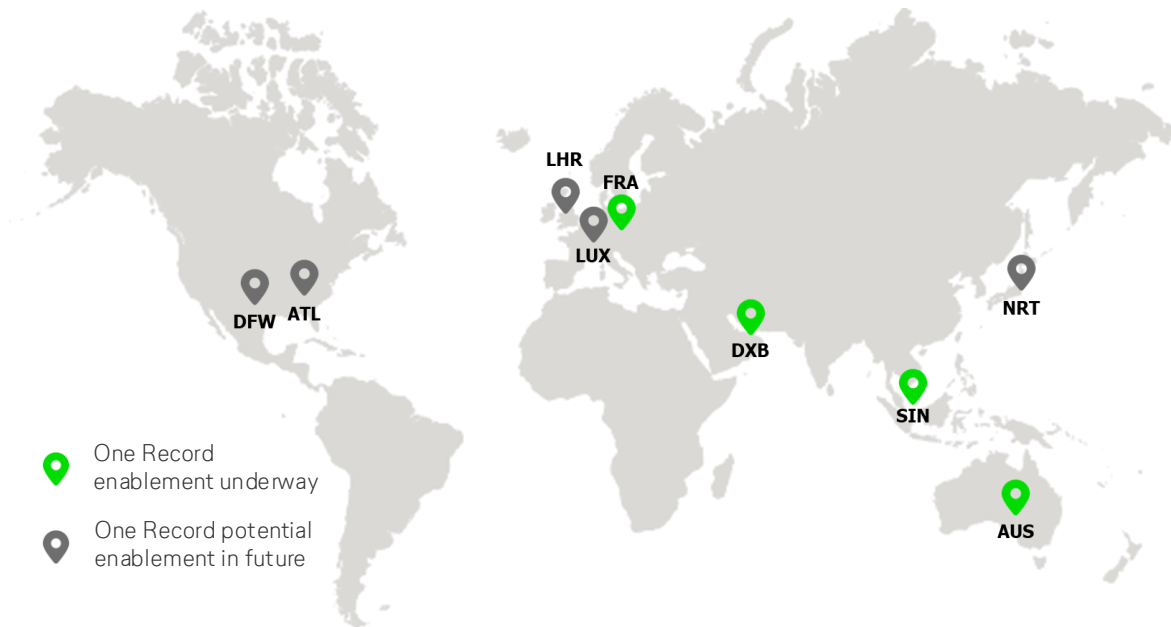 LHR
FRA
LUX
DFW
ATL
NRT
DXB
SIN
AUS
One Record
enablement underway
One Record potential
enablement in future